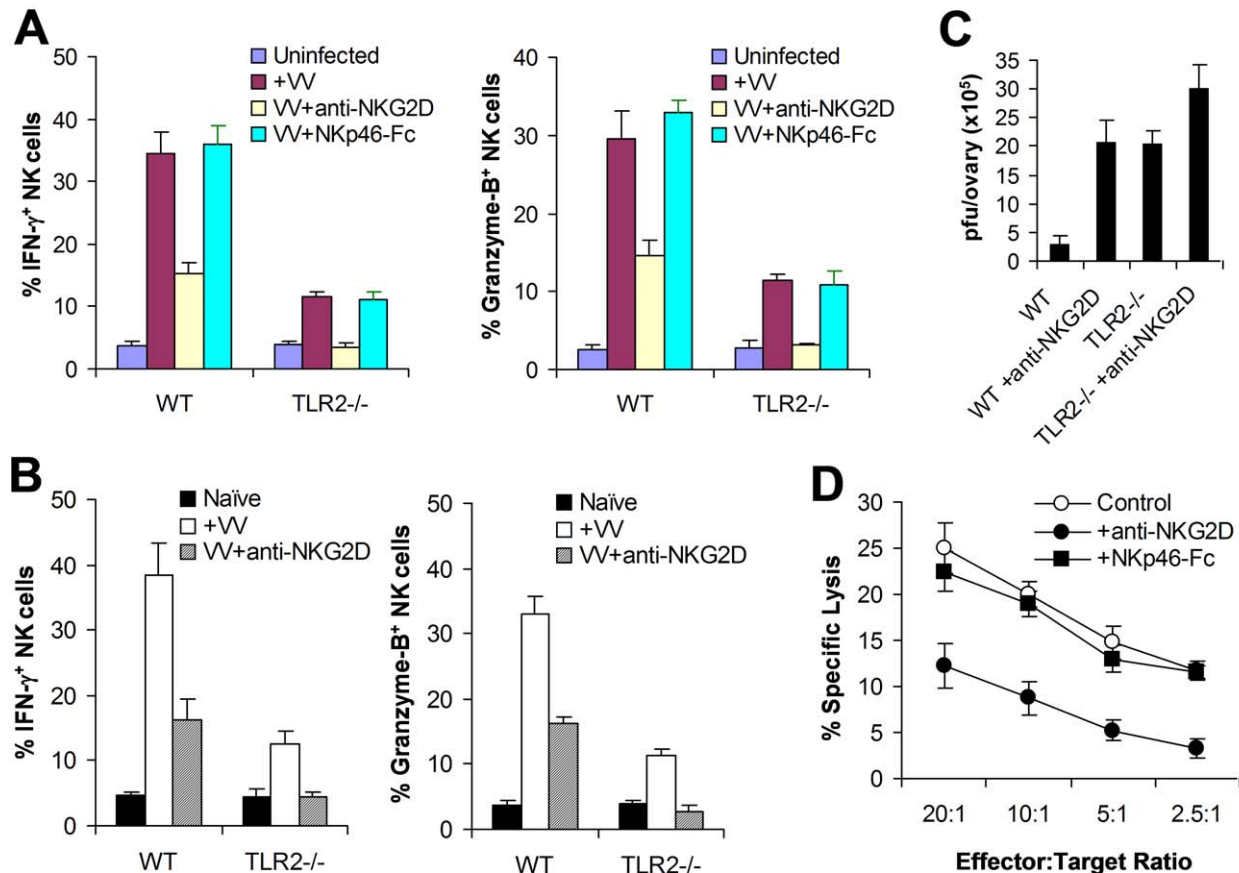 A
50
40
30
20
10
0
% IFN-γ+ NK cells
Uninfected
+VV
VV+anti-NKG2D
VV+NKp46-Fc
WT
TLR2-/-
40
30
20
10
0
% Granzyme-B+ NK cells
Uninfected
+VV
VV+anti-NKG2D
VV+NKp46-Fc
WT
TLR2-/-
C
35
30
25
20
15
10
5
0
pfu/ovary (x10⁵)
WT
WT +anti-NKG2D
TLR2-/-
TLR2-/- +anti-NKG2D
B
50
40
30
20
10
0
% IFN-γ+ NK cells
Naïve
+VV
VV+anti-NKG2D
WT
TLR2-/-
50
40
30
20
10
0
% Granzyme-B+ NK cells
Naïve
+VV
VV+anti-NKG2D
WT
TLR2-/-
D
30
25
20
15
10
5
0
% Specific Lysis
Control
+anti-NKG2D
+NKp46-Fc
20:1
10:1
5:1
2.5:1
Effector:Target Ratio